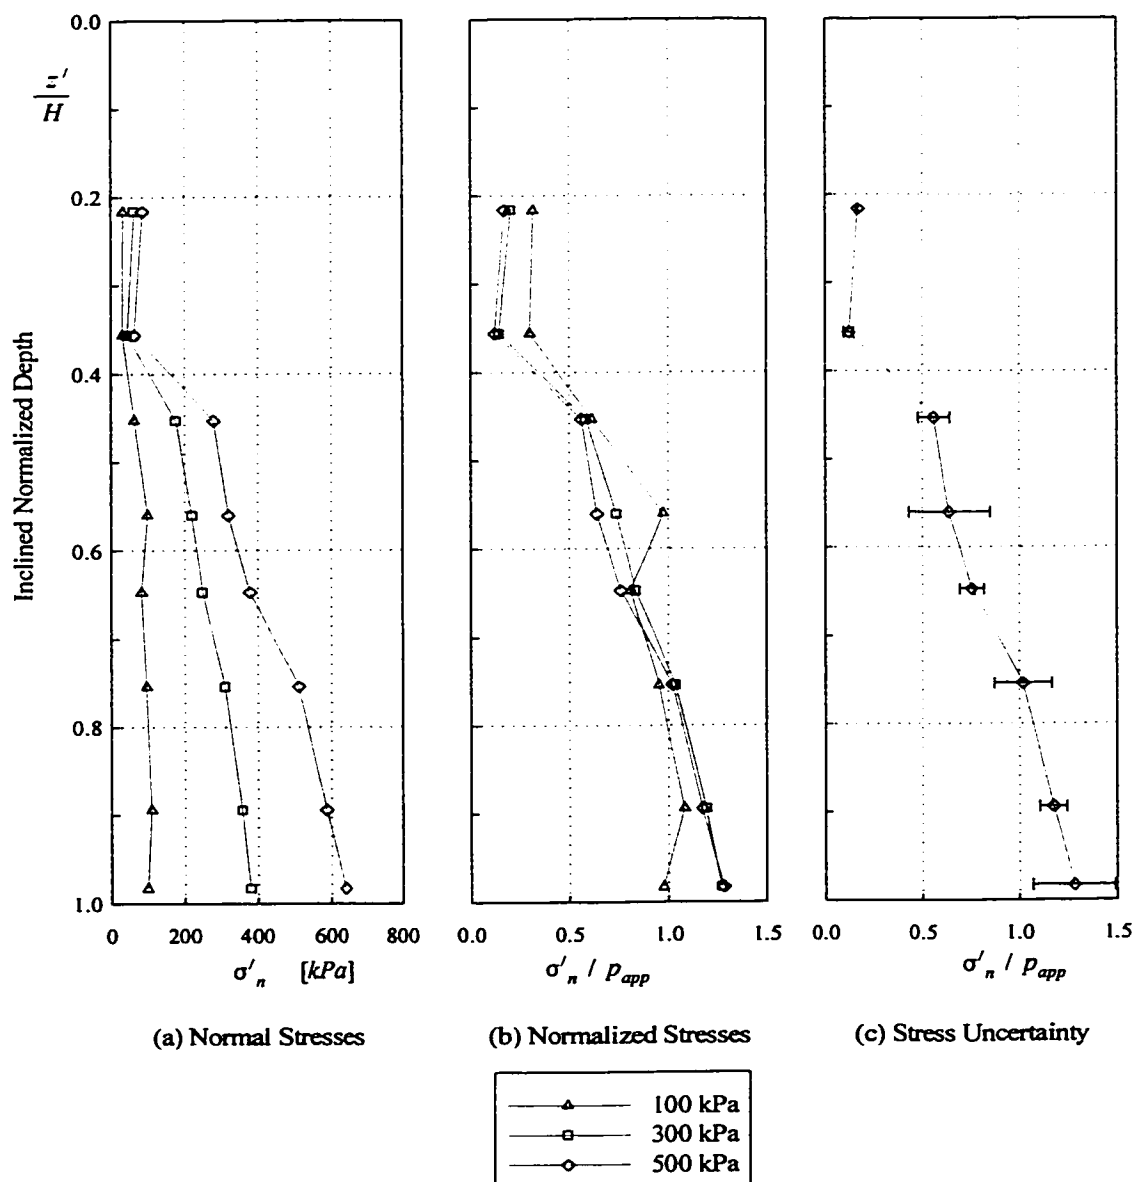 0.0
z'
H
0.2
0.4
Inclined Normalized Depth
0.6
0.8
1.0
0 200 400 600 800
σ'n [kPa]
(a) Normal Stresses
0.0 0.5 1.0 1.5
σ'n / papp
(b) Normalized Stresses
0.0 0.5 1.0 1.5
σ'n / papp
(c) Stress Uncertainty
100 kPa
300 kPa
500 kPa